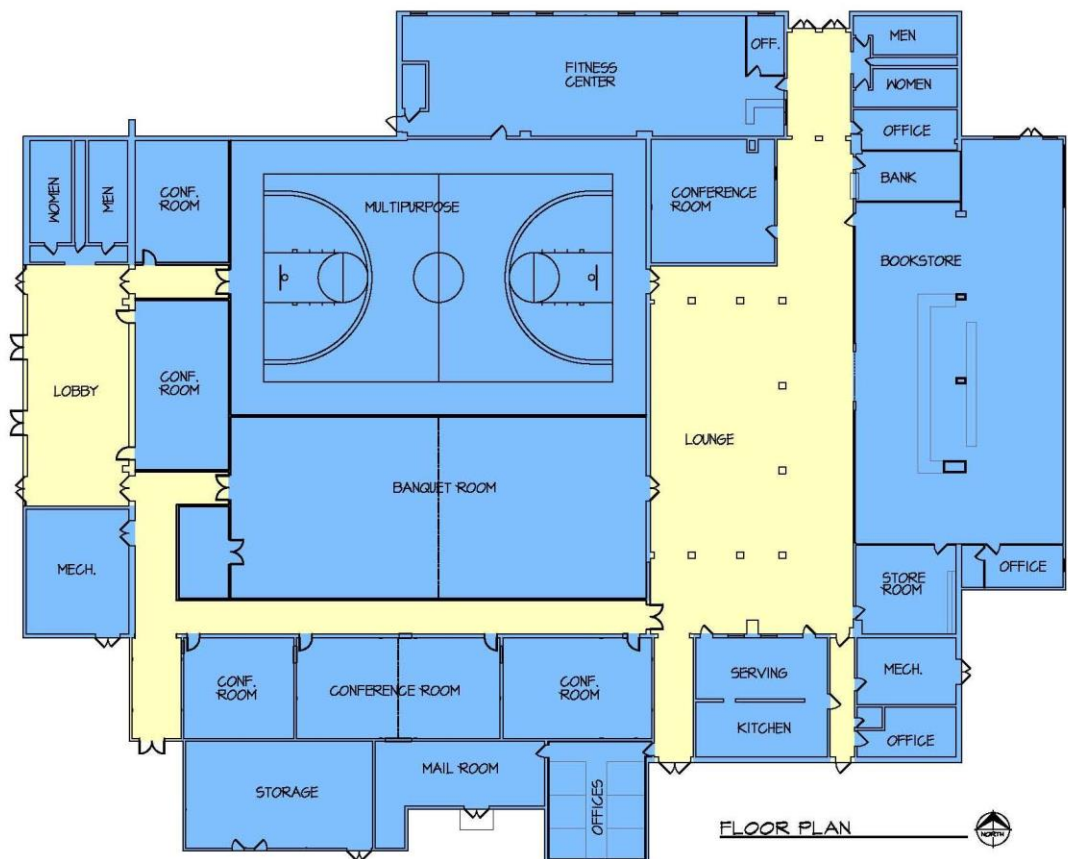 MEN
OFF.
FITNESS
CENTER
WOMEN
OFFICE
BANK
WOMEN
MEN
CONF.
ROOM
MULTIPURPOSE
CONFERENCE
ROOM
BOOKSTORE
CONF.
ROOM
LOBBY
LOUNGE
BANQUET ROOM
MECH.
STORE
ROOM
OFFICE
CONF.
ROOM
CONFERENCE ROOM
CONF.
ROOM
SERVING
MECH.
KITCHEN
OFFICE
MAIL ROOM
STORAGE
OFFICES
FLOOR PLAN
NORTH